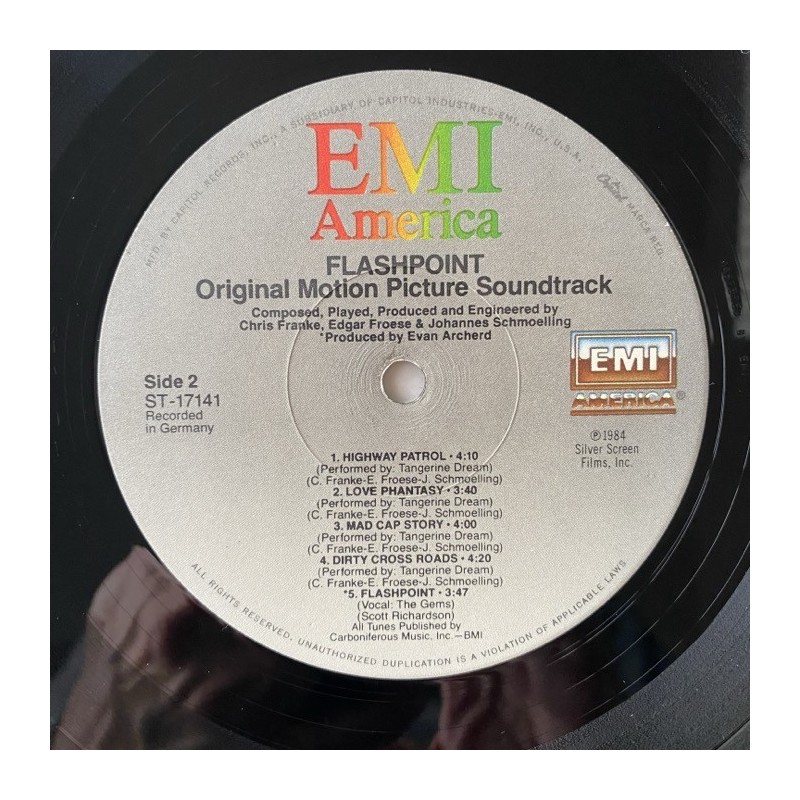 MFD. BY CAPITOL RECORDS, INC., A SUBSIDIARY OF CAPITOL INDUSTRIES-EMI, INC., U.S.A.
Capitol MARCA REG.
EMI
America
FLASHPOINT
Original Motion Picture Soundtrack
Composed, Played, Produced and Engineered by
Chris Franke, Edgar Froese & Johannes Schmoelling
*Produced by Evan Archerd
EMI
AMERICA®
Side 2
ST-17141
Recorded
in Germany
℗1984
Silver Screen
Films, Inc.
1. HIGHWAY PATROL • 4:10
(Performed by: Tangerine Dream)
(C. Franke-E. Froese-J. Schmoelling)
2. LOVE PHANTASY • 3:40
(Performed by: Tangerine Dream)
(C. Franke-E. Froese-J. Schmoelling)
3. MAD CAP STORY • 4:00
(Performed by: Tangerine Dream)
(C. Franke-E. Froese-J. Schmoelling)
4. DIRTY CROSS ROADS • 4:20
(Performed by: Tangerine Dream)
(C. Franke-E. Froese-J. Schmoelling)
*5. FLASHPOINT • 3:47
(Vocal: The Gems)
(Scott Richardson)
All Tunes Published by
Carboniferous Music, Inc.—BMI
ALL RIGHTS RESERVED. UNAUTHORIZED DUPLICATION IS A VIOLATION OF APPLICABLE LAWS